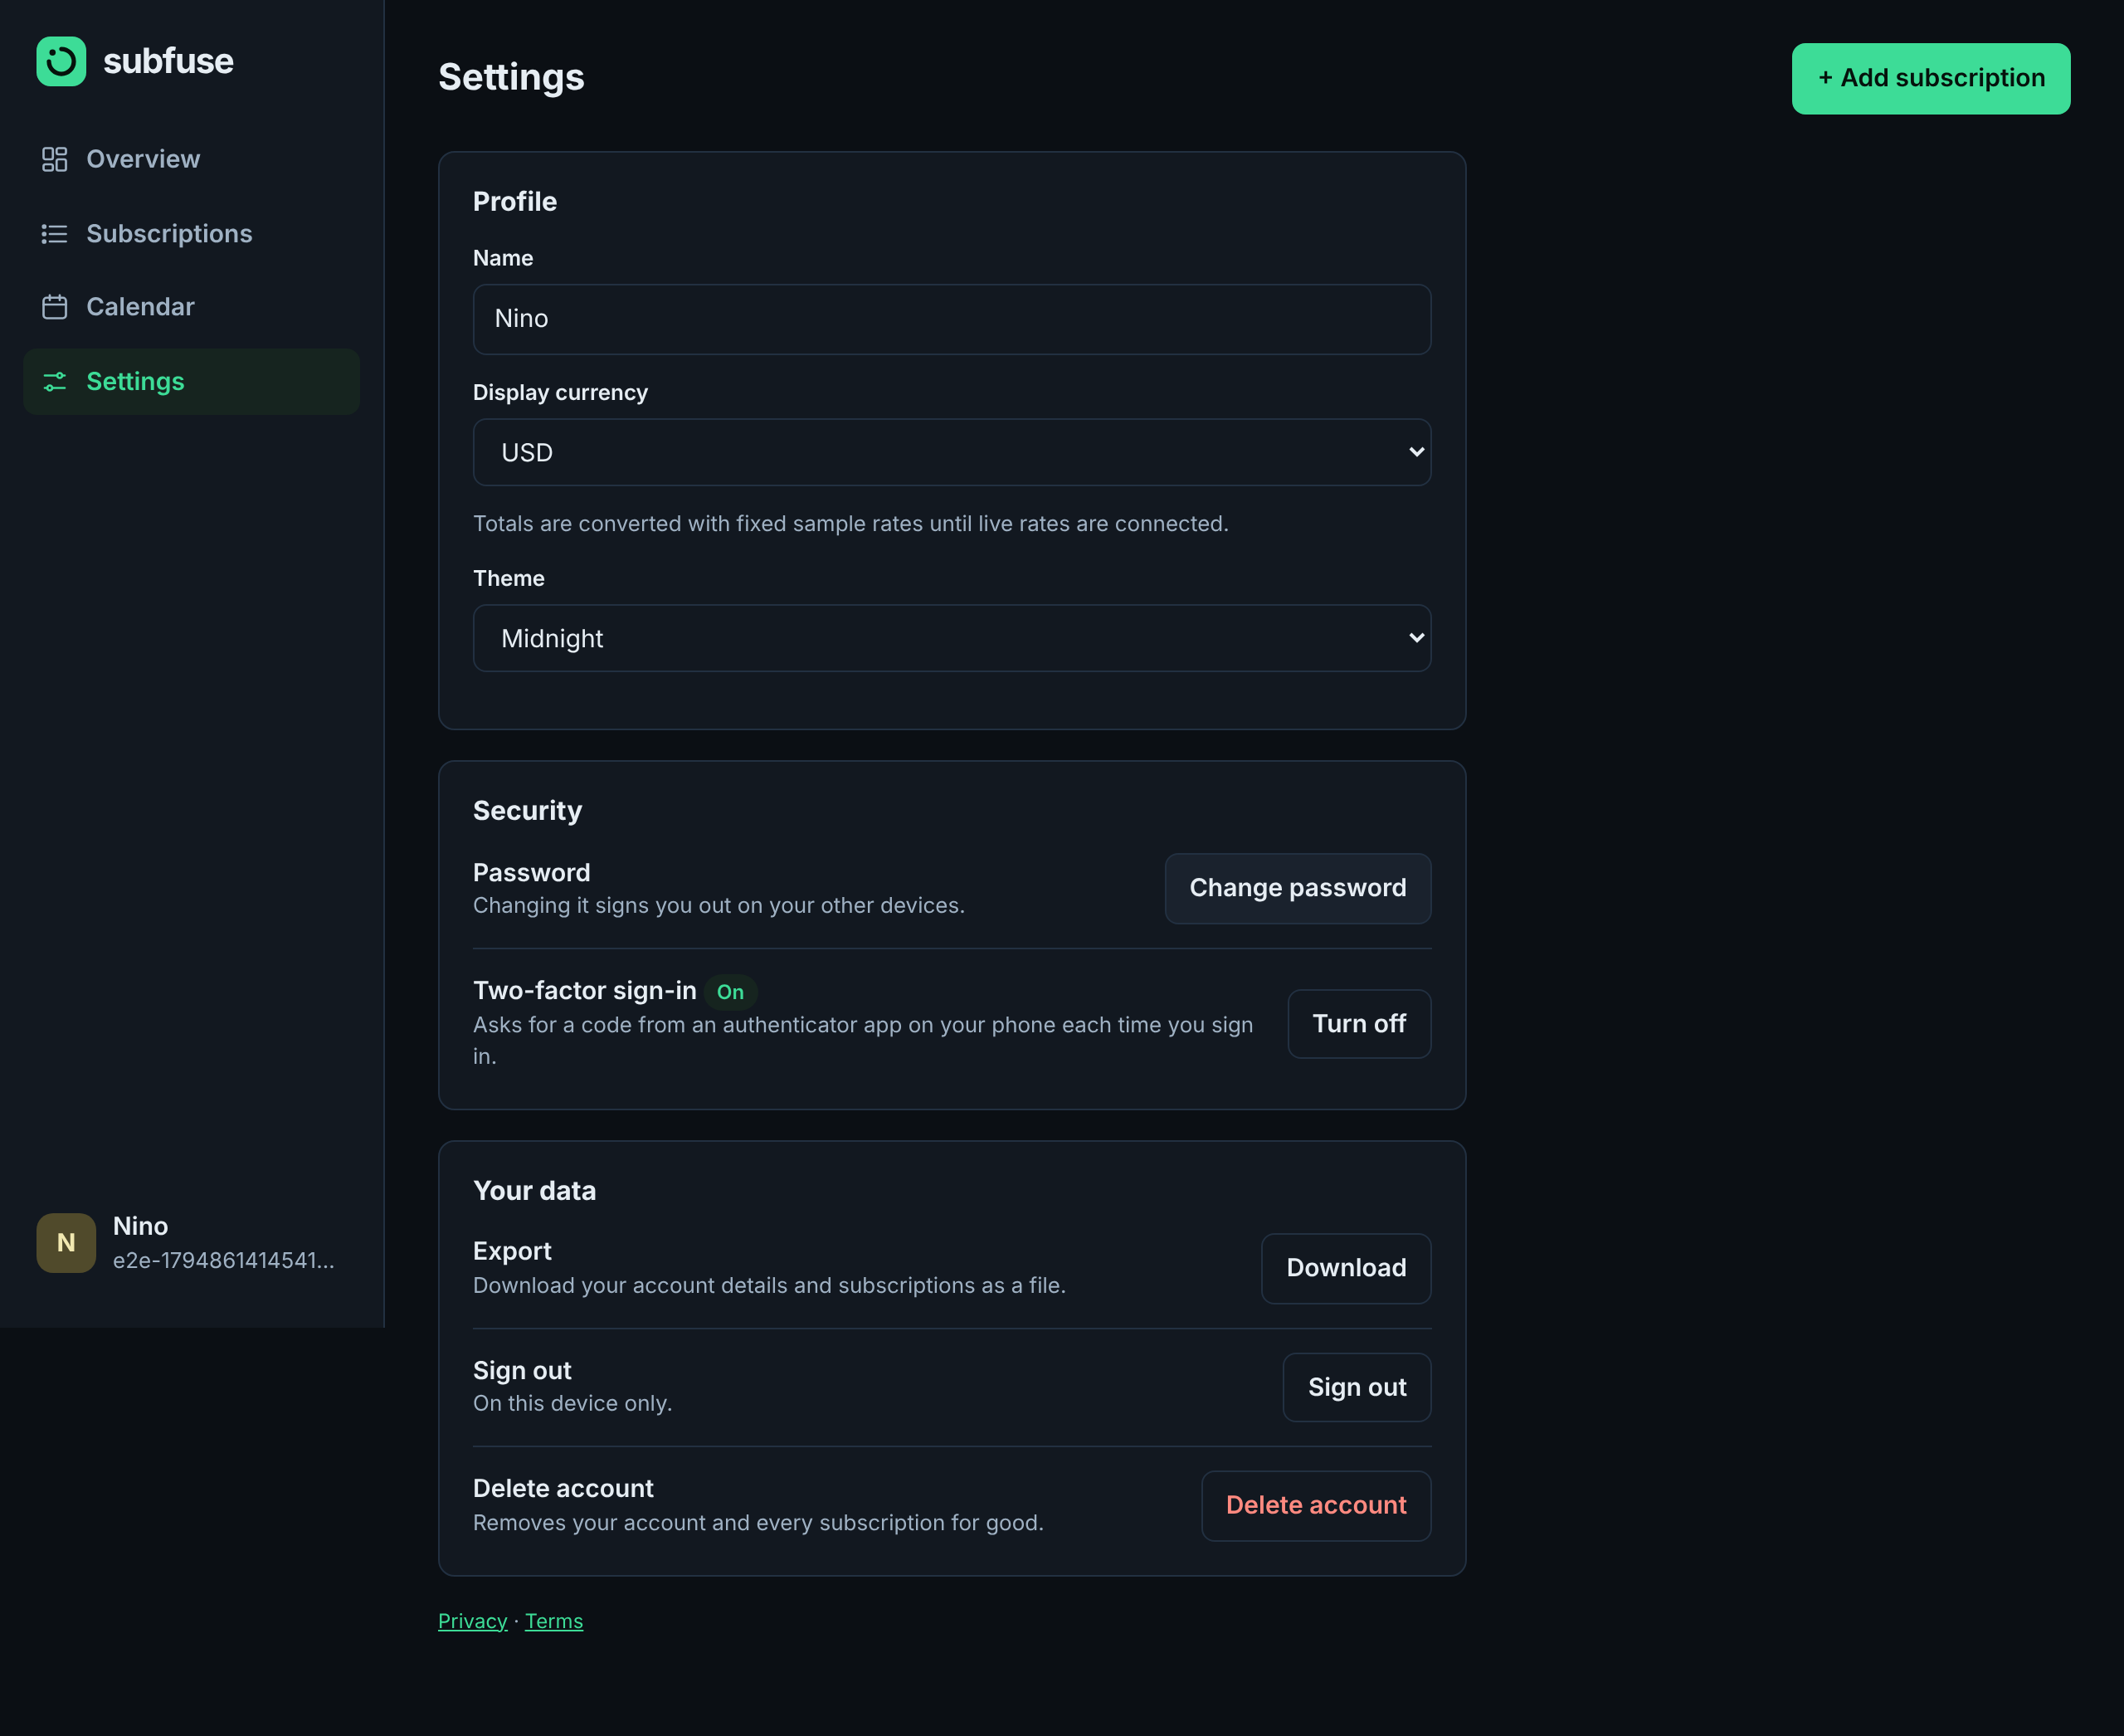 subfuse
Overview
Subscriptions
Calendar
Settings
N
Nino
e2e-1794861414541...
Settings
+ Add subscription
Profile
Name
Nino
Display currency
USD
Totals are converted with fixed sample rates until live rates are connected.
Theme
Midnight
Security
Password
Changing it signs you out on your other devices.
Change password
Two-factor sign-in On
Asks for a code from an authenticator app on your phone each time you sign
in.
Turn off
Your data
Export
Download your account details and subscriptions as a file.
Download
Sign out
On this device only.
Sign out
Delete account
Removes your account and every subscription for good.
Delete account
Privacy · Terms